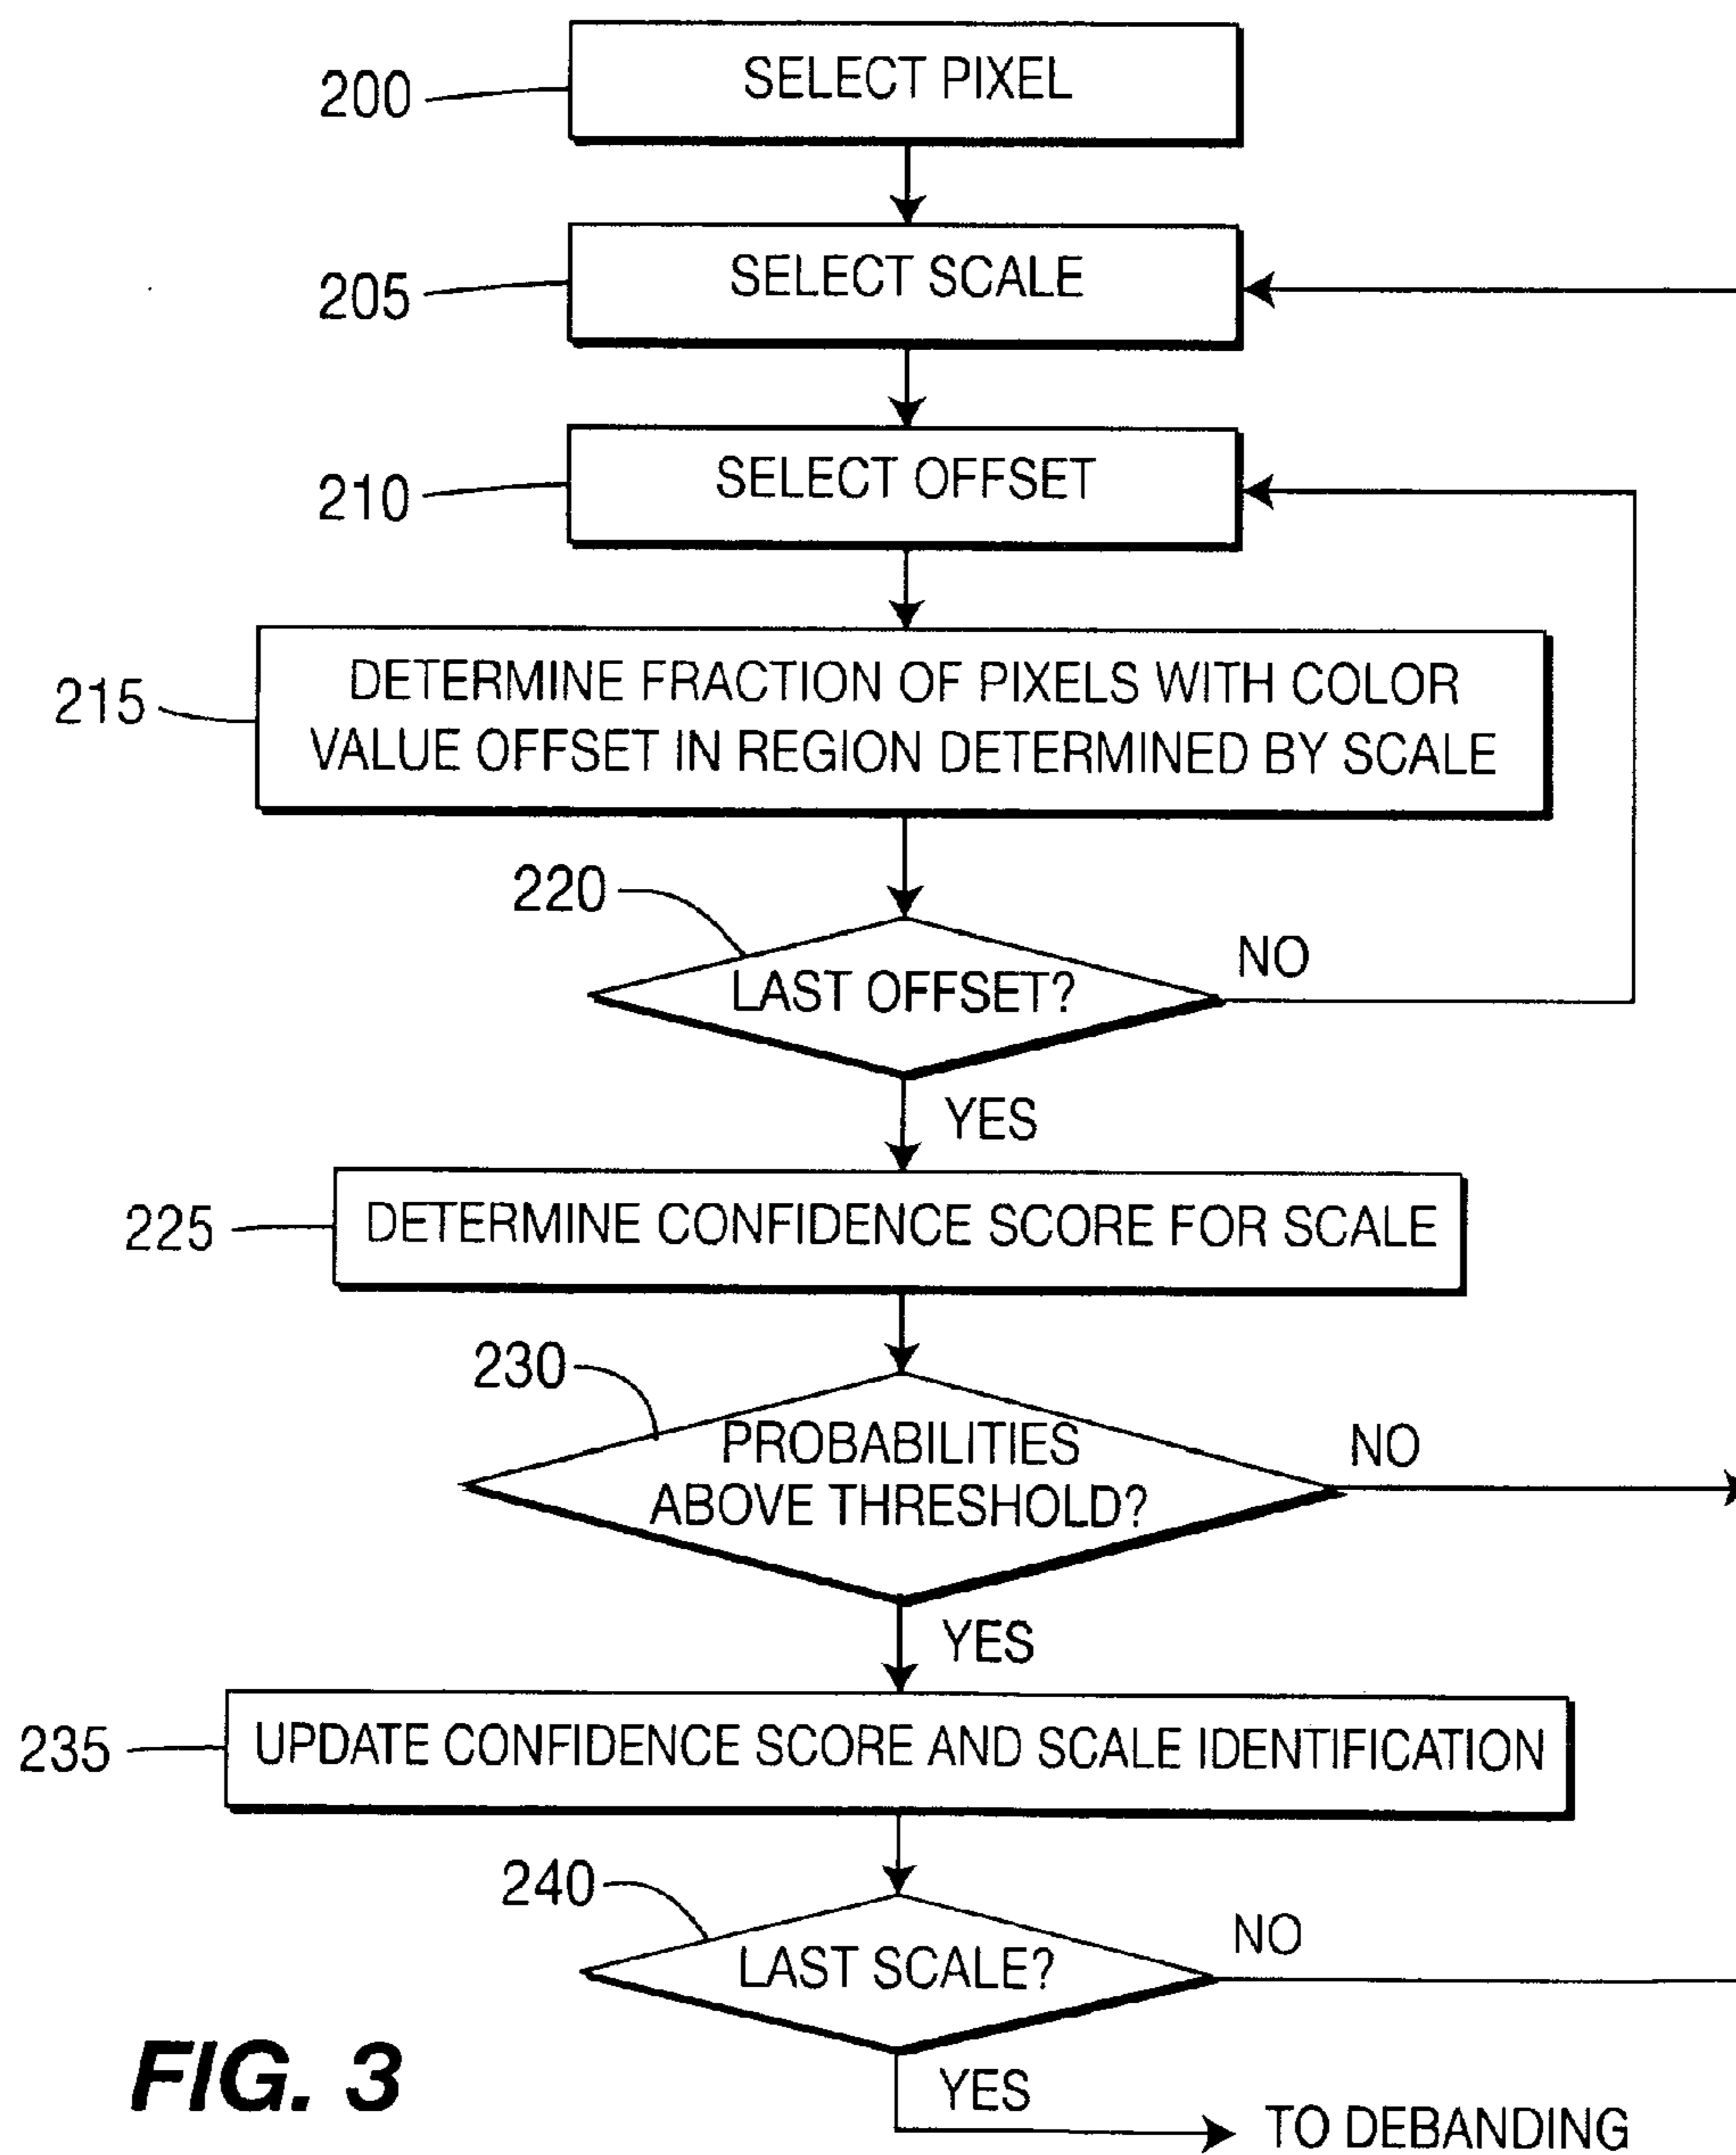 200
SELECT PIXEL
205
SELECT SCALE
210
SELECT OFFSET
215
DETERMINE FRACTION OF PIXELS WITH COLOR
VALUE OFFSET IN REGION DETERMINED BY SCALE
220
LAST OFFSET?
NO
YES
225
DETERMINE CONFIDENCE SCORE FOR SCALE
230
PROBABILITIES
ABOVE THRESHOLD?
NO
YES
235
UPDATE CONFIDENCE SCORE AND SCALE IDENTIFICATION
240
LAST SCALE?
NO
YES
TO DEBANDING
FIG. 3